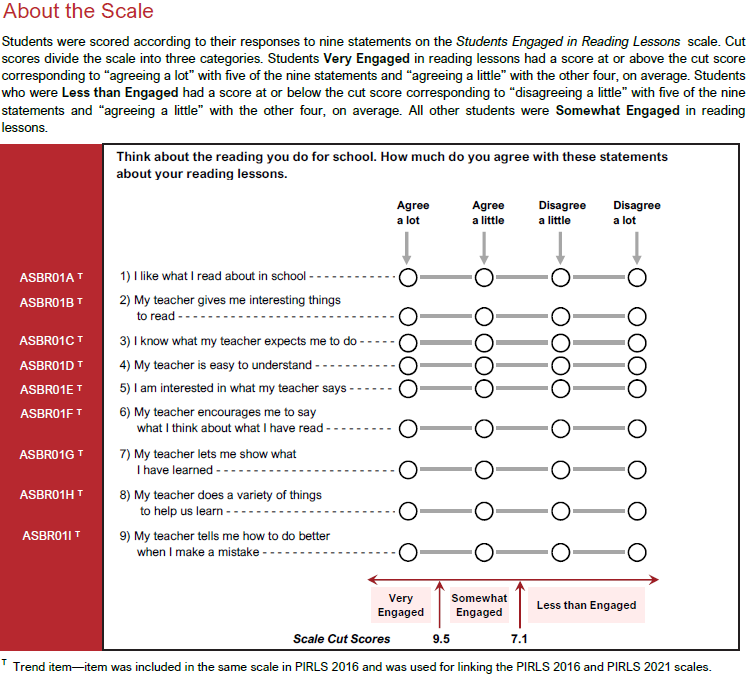 About the Scale
Students were scored according to their responses to nine statements on the Students Engaged in Reading Lessons scale. Cut
scores divide the scale into three categories. Students Very Engaged in reading lessons had a score at or above the cut score
corresponding to “agreeing a lot” with five of the nine statements and “agreeing a little” with the other four, on average. Students
who were Less than Engaged had a score at or below the cut score corresponding to “disagreeing a little” with five of the nine
statements and “agreeing a little” with the other four, on average. All other students were Somewhat Engaged in reading
lessons.
Think about the reading you do for school. How much do you agree with these statements
about your reading lessons.
Agree Agree Disagree Disagree
a lot a little a little a lot
ASBR01A T 1) I like what I read about in school
ASBR01B T 2) My teacher gives me interesting things
to read
ASBR01C T 3) I know what my teacher expects me to do
ASBR01D T 4) My teacher is easy to understand
ASBR01E T 5) I am interested in what my teacher says
ASBR01F T 6) My teacher encourages me to say
what I think about what I have read
ASBR01G T 7) My teacher lets me show what
I have learned
ASBR01H T 8) My teacher does a variety of things
to help us learn
ASBR01I T 9) My teacher tells me how to do better
when I make a mistake
Very Somewhat Less than Engaged
Engaged Engaged
Scale Cut Scores 9.5 7.1
T Trend item—item was included in the same scale in PIRLS 2016 and was used for linking the PIRLS 2016 and PIRLS 2021 scales.